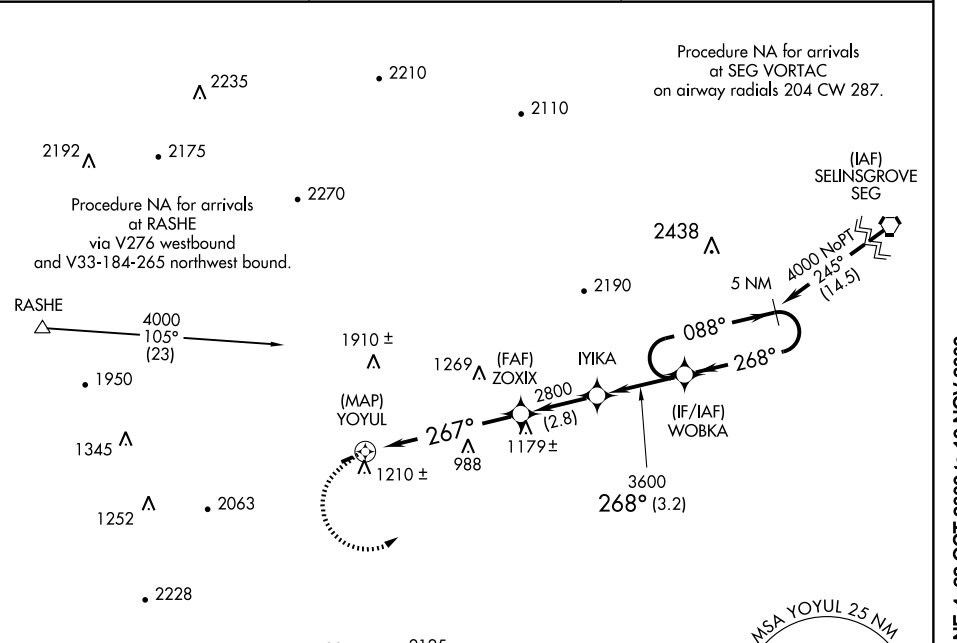 Procedure NA for arrivals
at SEG VORTAC
on airway radials 204 CW 287.
2235
2210
2110
2192
2175
2270
Procedure NA for arrivals
at RASHE
via V276 westbound
and V33-184-265 northwest bound.
(IAF)
SELINSGROVE
SEG
2438
4000 NoPT
245°
(14.5)
5 NM
2190
RASHE
4000
105°
(23)
088°
268°
1910 ±
1269
(FAF)
ZOXIX
IYIKA
1950
2800
(2.8)
(MAP)
YOYUL
267°
(IF/IAF)
WOBKA
1345
1179±
988
1210 ±
3600
268° (3.2)
1252
2063
2228
MSA YOYUL 25 NM